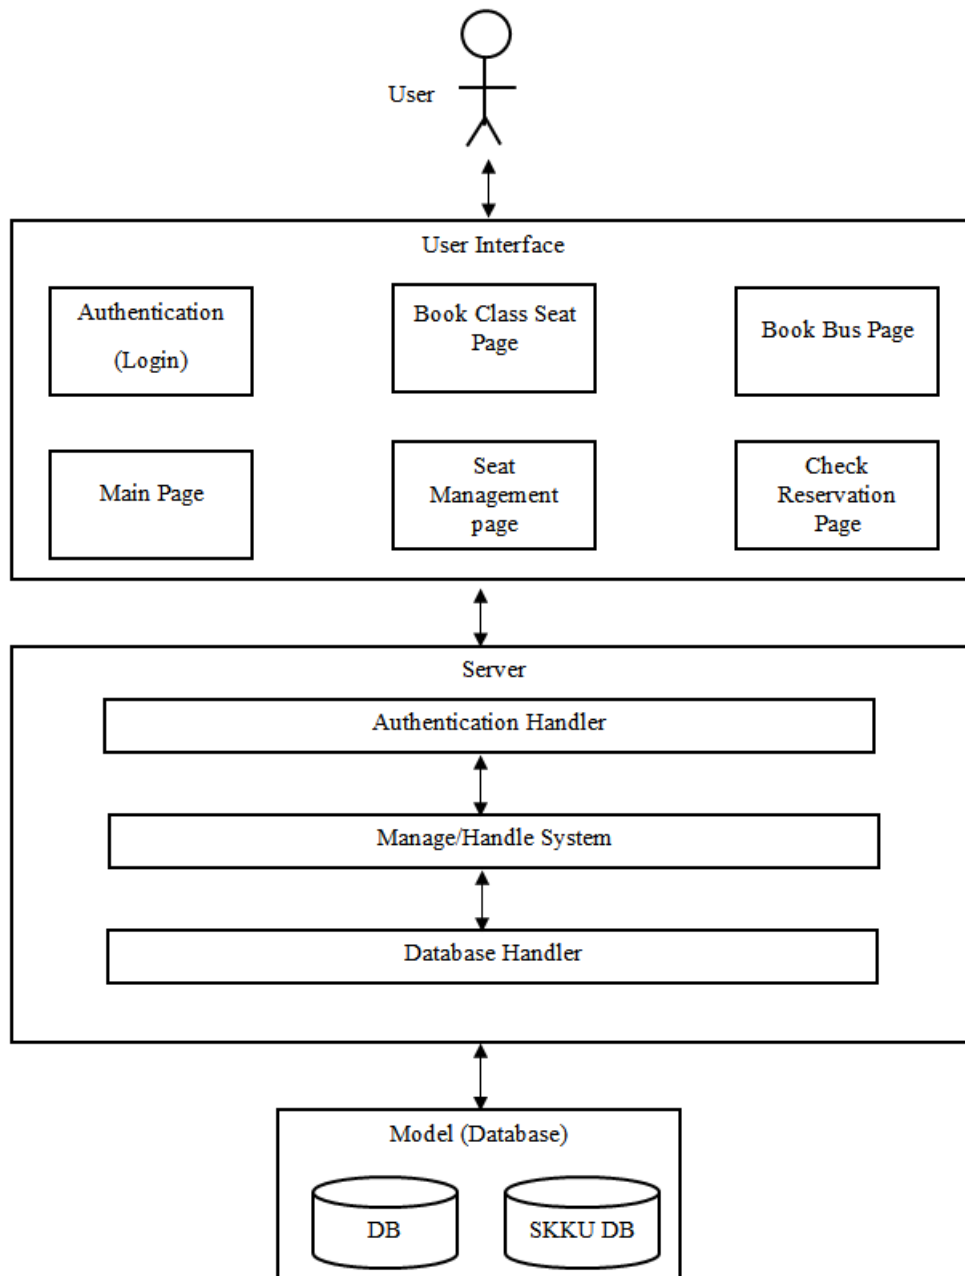 User
User Interface
Authentication
(Login)
Book Class Seat
Page
Book Bus Page
Main Page
Seat
Management
page
Check
Reservation
Page
Server
Authentication Handler
Manage/Handle System
Database Handler
Model (Database)
DB
SKKU DB